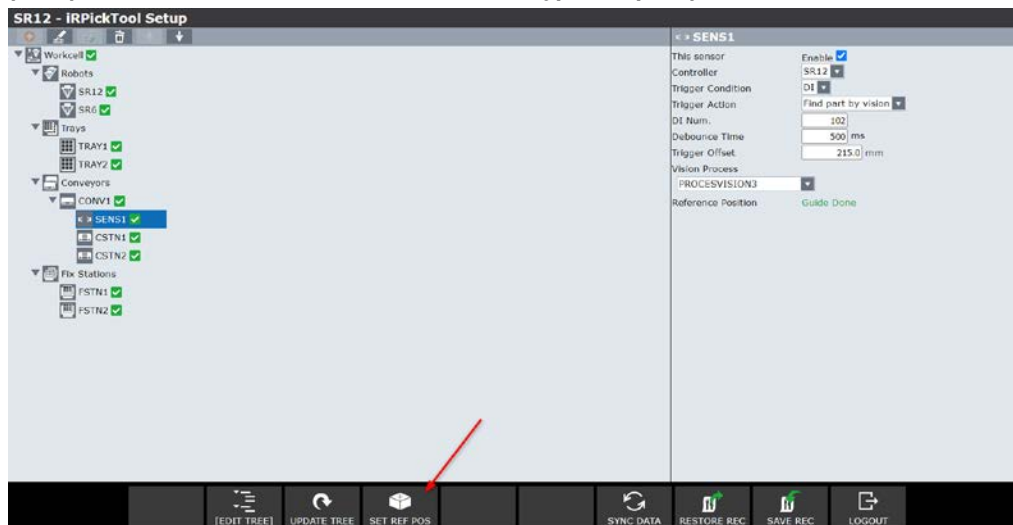 SR12 - iRPickTool Setup
SENS1
Workcell
Robots
SR12
SR6
Trays
TRAY1
TRAY2
Conveyors
CONV1
SENS1
CSTN1
CSTN2
Fix Stations
FSTN1
FSTN2
This sensor Enable
Controller SR12
Trigger Condition DI
Trigger Action Find part by vision
DI Num. 102
Debounce Time 500 ms
Trigger Offset 215.0 mm
Vision Process
PROCESVISION3
Reference Position Guide Done
[EDIT TREE] UPDATE TREE SET REF POS SYNC DATA RESTORE REC SAVE REC LOGOUT